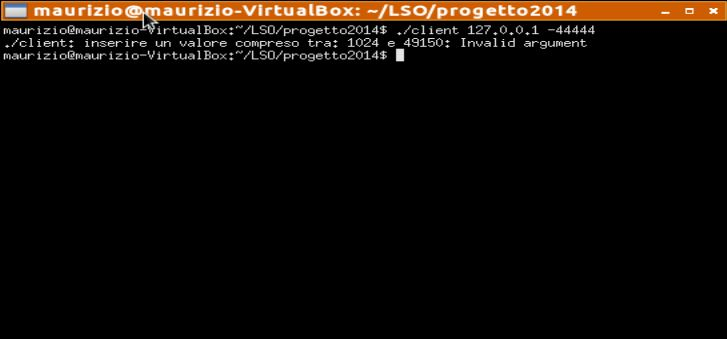 maurizio@maurizio-VirtualBox: ~/LSO/progetto2014
maurizio@maurizio-VirtualBox:~/LSO/progetto2014$ ./client 127.0.0.1 -44444
./client: inserire un valore compreso tra: 1024 e 49150: Invalid argument
maurizio@maurizio-VirtualBox:~/LSO/progetto2014$